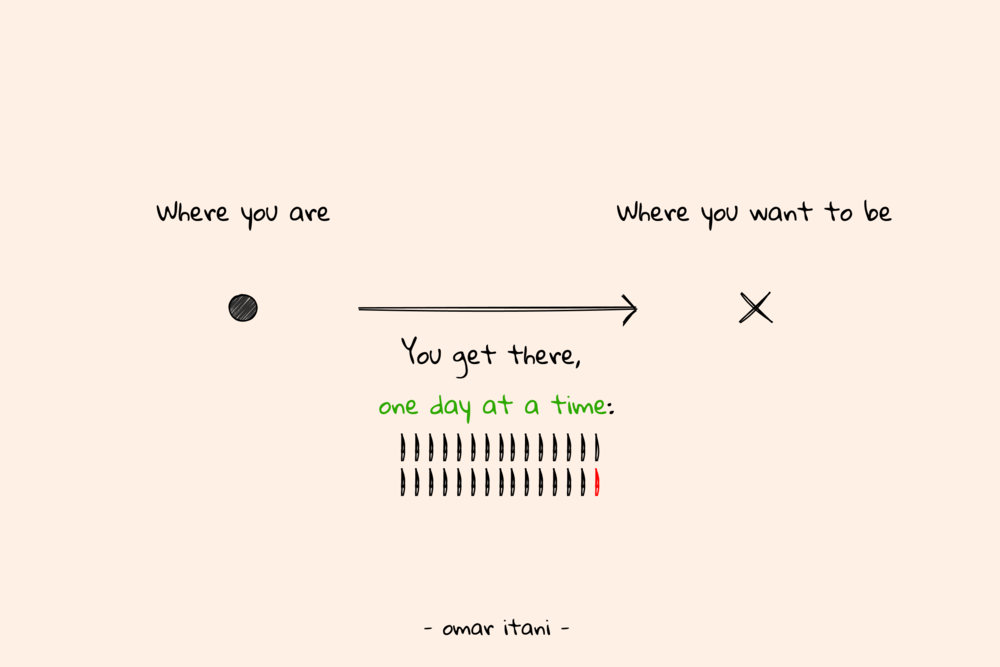 Where you are
Where you want to be
You get there,
one day at a time:
- omar itani -